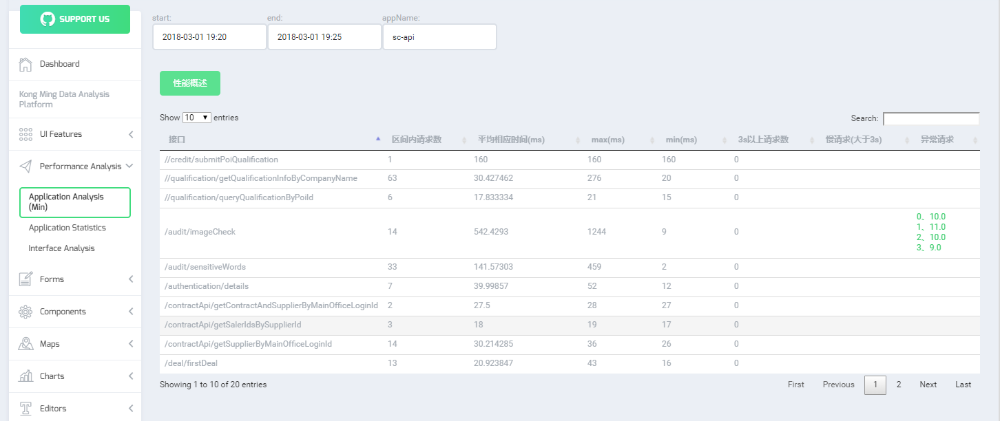 SUPPORT US
Dashboard
Kong Ming Data Analysis
Platform
UI Features
Performance Analysis
Application Analysis
(Min)
Application Statistics
Interface Analysis
Forms
Components
Maps
Charts
Editors
start: end: appName:
2018-03-01 19:20 2018-03-01 19:25 sc-api
性能概述
Show 10 entries Search:
接口 区间内请求数 平均相应时间(ms) max(ms) min(ms) 3s以上请求数 慢请求(大于3s) 异常请求
//credit/submitPoiQualification 1 160 160 160 0
//qualification/getQualificationInfoByCompanyName 63 30.427462 276 20 0
//qualification/queryQualificationByPoiId 6 17.833334 21 15 0
/audit/imageCheck 14 542.4293 1244 9 0
0、10.0
1、11.0
2、10.0
3、9.0
/audit/sensitiveWords 33 141.57303 459 2 0
/authentication/details 7 39.99857 52 12 0
/contractApi/getContractAndSupplierByMainOfficeLoginId 2 27.5 28 27 0
/contractApi/getSalerIdsBySupplierId 3 18 19 17 0
/contractApi/getSupplierByMainOfficeLoginId 14 30.214285 36 26 0
/deal/firstDeal 13 20.923847 43 16 0
Showing 1 to 10 of 20 entries First Previous 1 2 Next Last